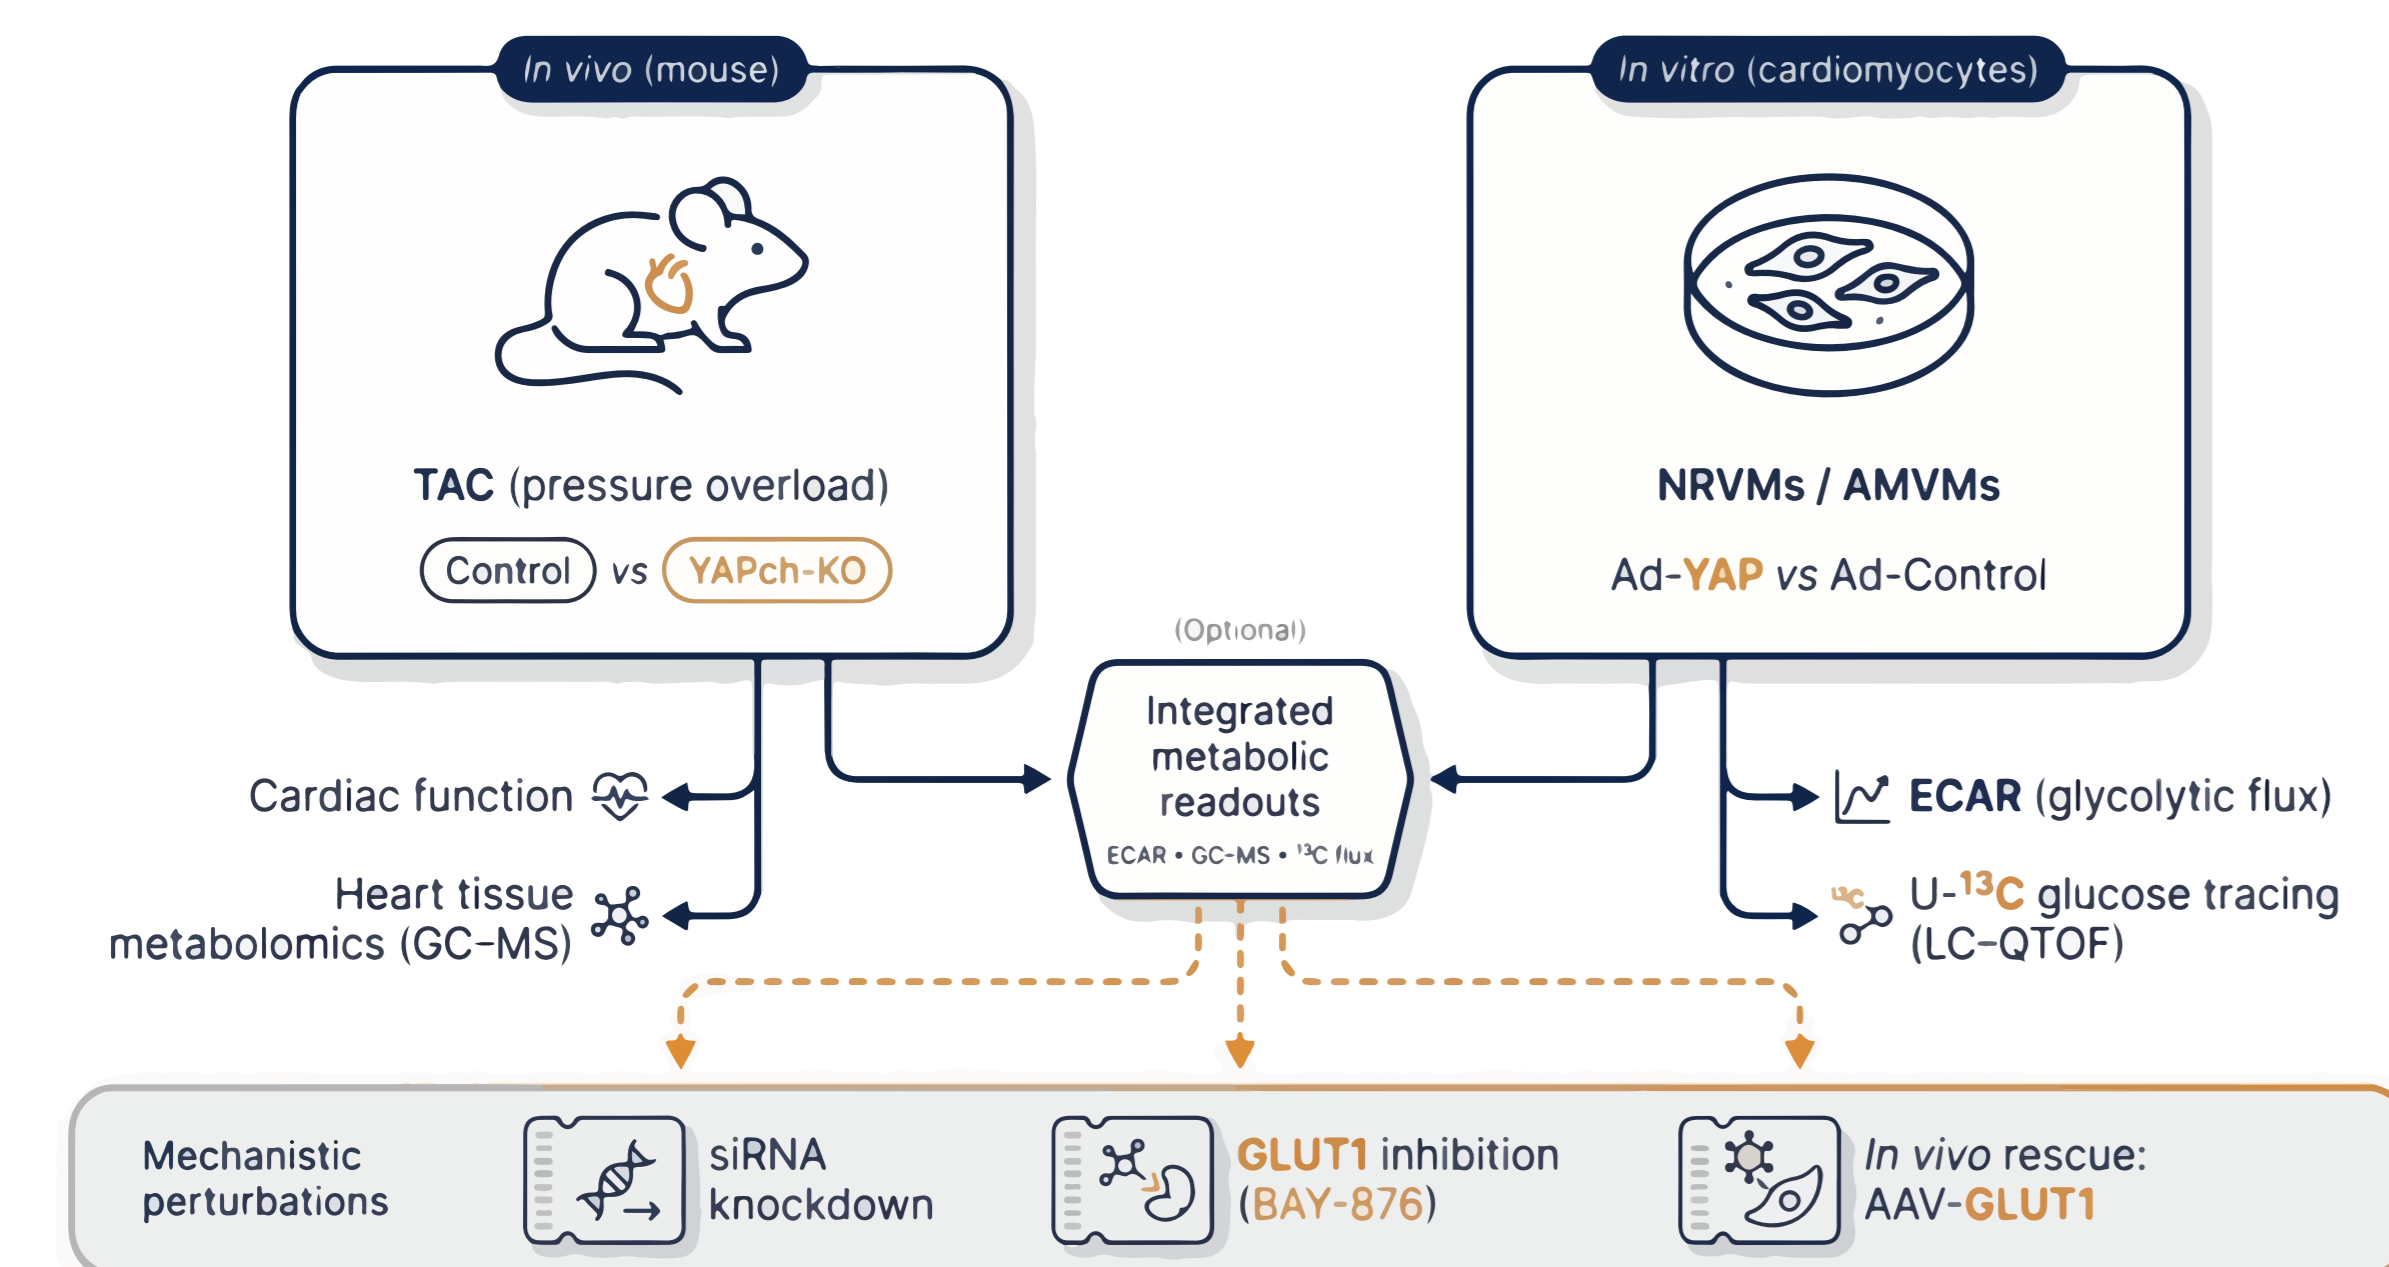 In vivo (mouse)
TAC (pressure overload)
Control vs YAPch-KO
In vitro (cardiomyocytes)
NRVMs / AMVMs
Ad-YAP vs Ad-Control
(Optional)
Integrated
metabolic
readouts
ECAR • GC-MS • ¹³C flux
Cardiac function
Heart tissue
metabolomics (GC-MS)
ECAR (glycolytic flux)
¹³C
U-¹³C glucose tracing
(LC-QTOF)
Mechanistic
perturbations
siRNA
knockdown
GLUT1 inhibition
(BAY-876)
In vivo rescue:
AAV-GLUT1